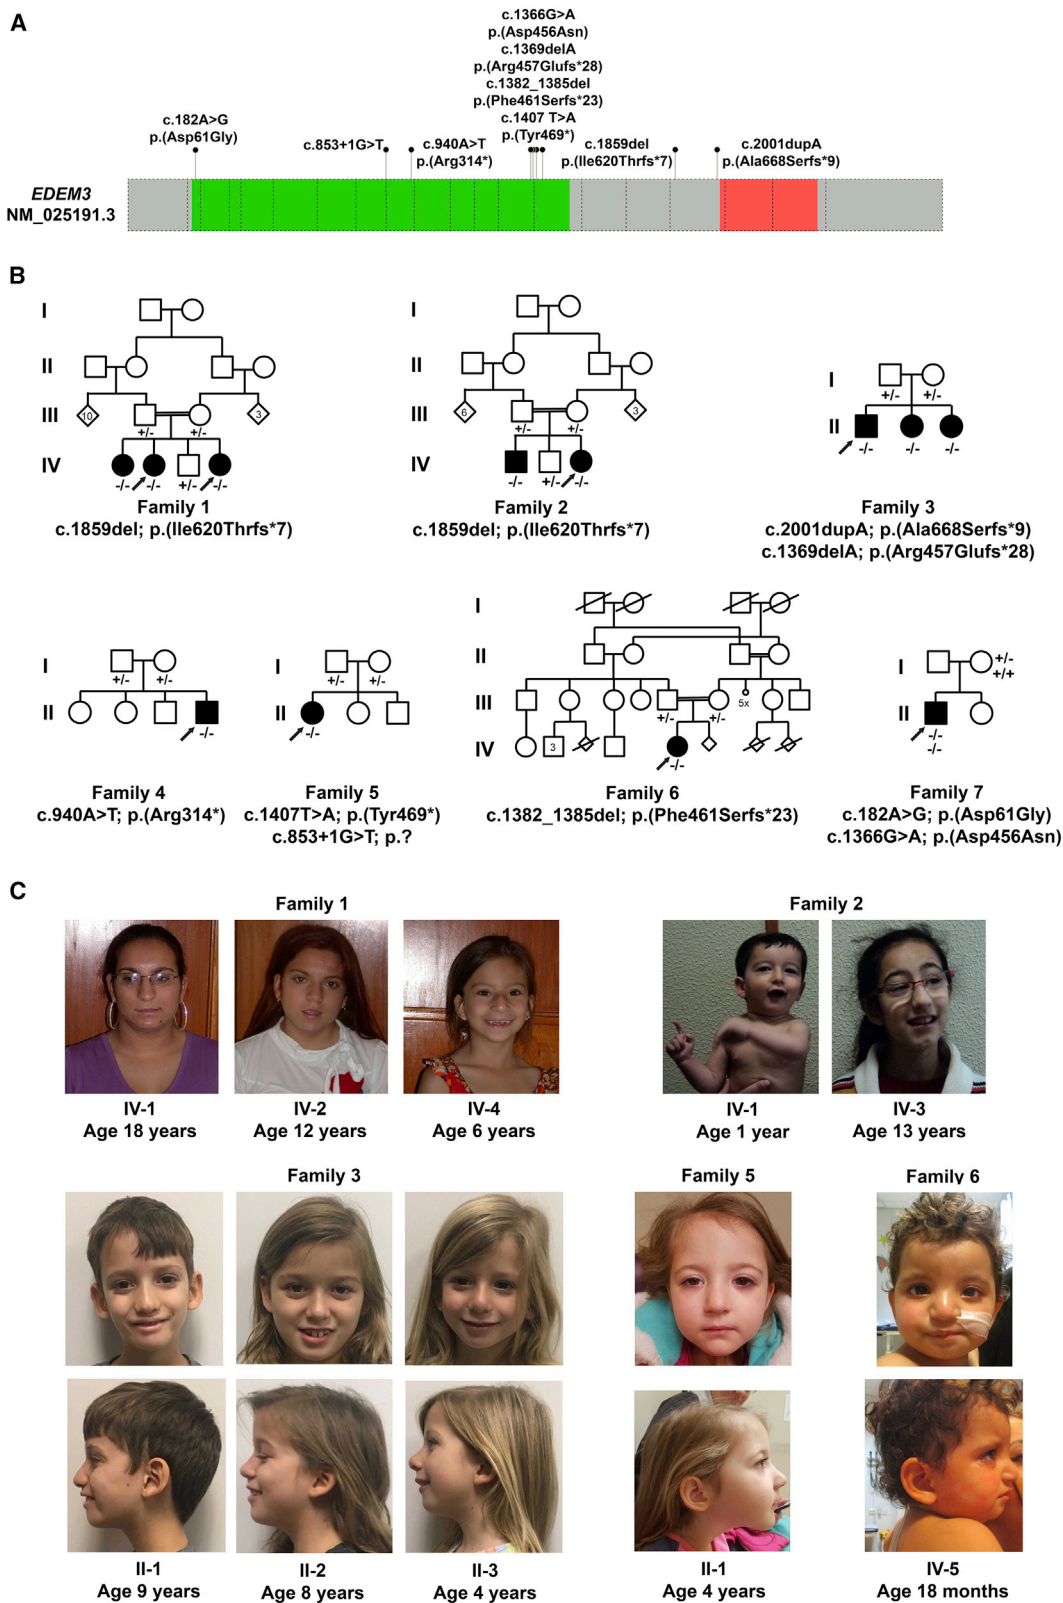 A
c.1366G>A
p.(Asp456Asn)
c.1369delA
p.(Arg457Glufs*28)
c.1382_1385del
p.(Phe461Serfs*23)
c.182A>G
p.(Asp61Gly)
c.853+1G>T
c.940A>T
p.(Arg314*)
c.1407 T>A
p.(Tyr469*)
c.1859del
p.(Ile620Thrfs*7)
c.2001dupA
p.(Ala668Serfs*9)
EDEM3
NM_025191.3
B
I
II
III
10
3
+/-
+/-
IV
-/-
-/-
+/-
-/-
Family 1
c.1859del; p.(Ile620Thrfs*7)
I
II
III
6
3
+/-
+/-
IV
-/-
+/-
-/-
Family 2
c.1859del; p.(Ile620Thrfs*7)
I
+/-
+/-
II
-/-
-/-
-/-
Family 3
c.2001dupA; p.(Ala668Serfs*9)
c.1369delA; p.(Arg457Glufs*28)
I
+/-
+/-
II
-/-
Family 4
c.940A>T; p.(Arg314*)
I
+/-
+/-
II
-/-
Family 5
c.1407T>A; p.(Tyr469*)
c.853+1G>T; p.?
I
II
III
+/-
+/-
5x
IV
3
-/-
Family 6
c.1382_1385del; p.(Phe461Serfs*23)
I
+/-
+/+
II
-/-
-/-
Family 7
c.182A>G; p.(Asp61Gly)
c.1366G>A; p.(Asp456Asn)
C
Family 1
Family 2
IV-1
Age 18 years
IV-2
Age 12 years
IV-4
Age 6 years
IV-1
Age 1 year
IV-3
Age 13 years
Family 3
Family 5
Family 6
II-1
Age 9 years
II-2
Age 8 years
II-3
Age 4 years
II-1
Age 4 years
IV-5
Age 18 months